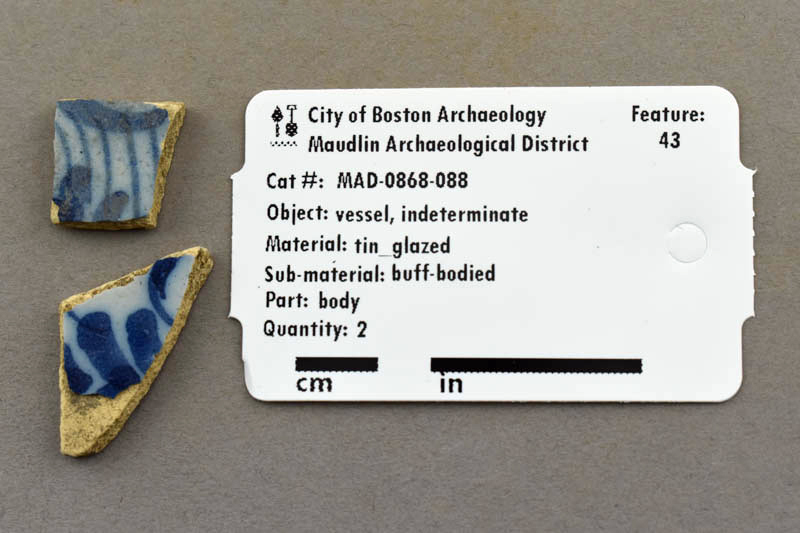 City of Boston Archaeology
Maudlin Archaeological District
Feature:
43
Cat #: MAD-0868-088
Object: vessel, indeterminate
Material: tin_glazed
Sub-material: buff-bodied
Part: body
Quantity: 2
cm in